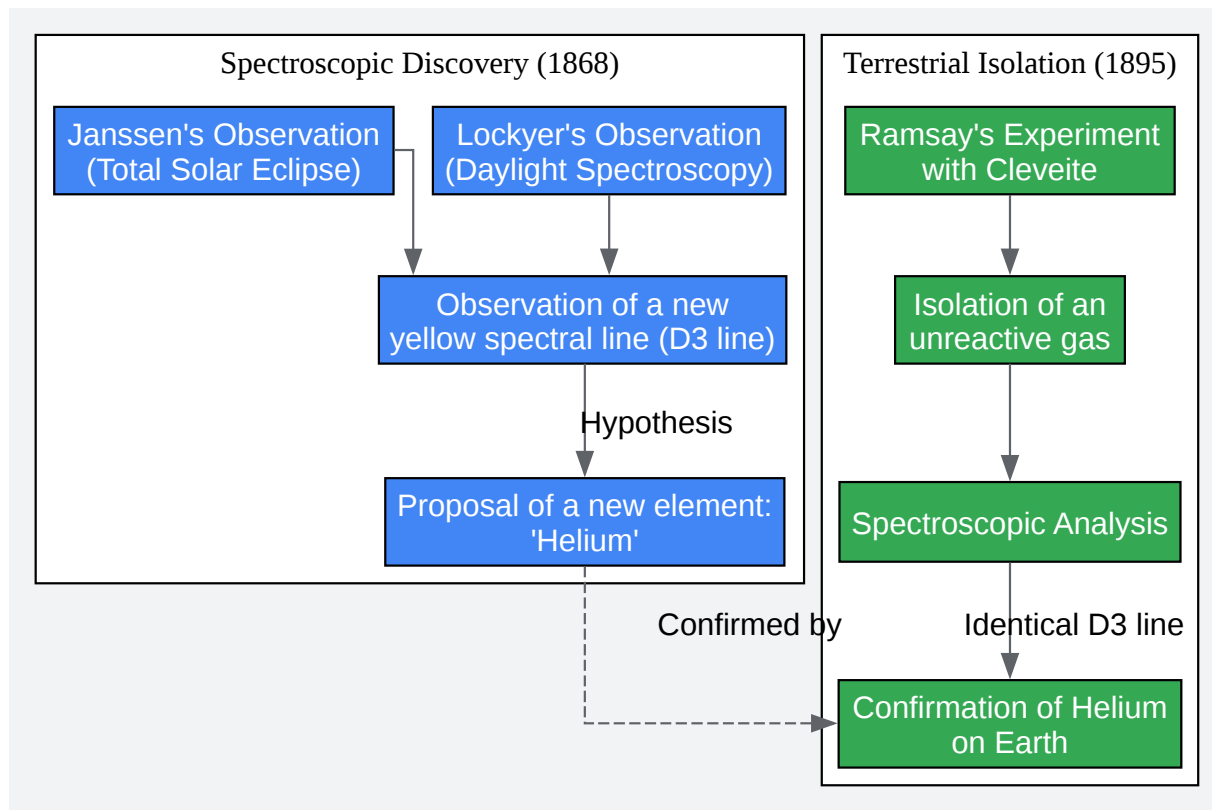 Spectroscopic Discovery (1868)
Janssen's Observation
(Total Solar Eclipse)
Lockyer's Observation
(Daylight Spectroscopy)
Observation of a new
yellow spectral line (D3 line)
Hypothesis
Proposal of a new element:
'Helium'
Confirmed by
Terrestrial Isolation (1895)
Ramsay's Experiment
with Cleveite
Isolation of an
unreactive gas
Spectroscopic Analysis
Identical D3 line
Confirmation of Helium
on Earth